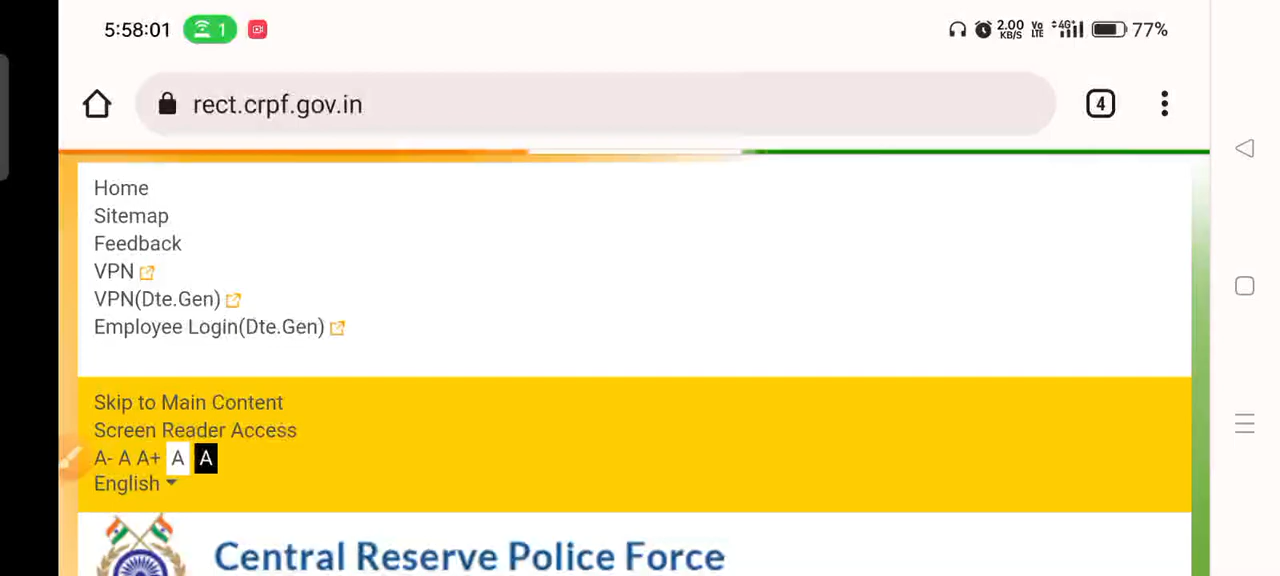 5:58:01 1 2.00 KB/S Vo LTE 4G+ 77%
rect.crpf.gov.in 4
Home
Sitemap
Feedback
VPN
VPN(Dte.Gen)
Employee Login(Dte.Gen)
Skip to Main Content
Screen Reader Access
A- A A+ A A
English
Central Reserve Police Force